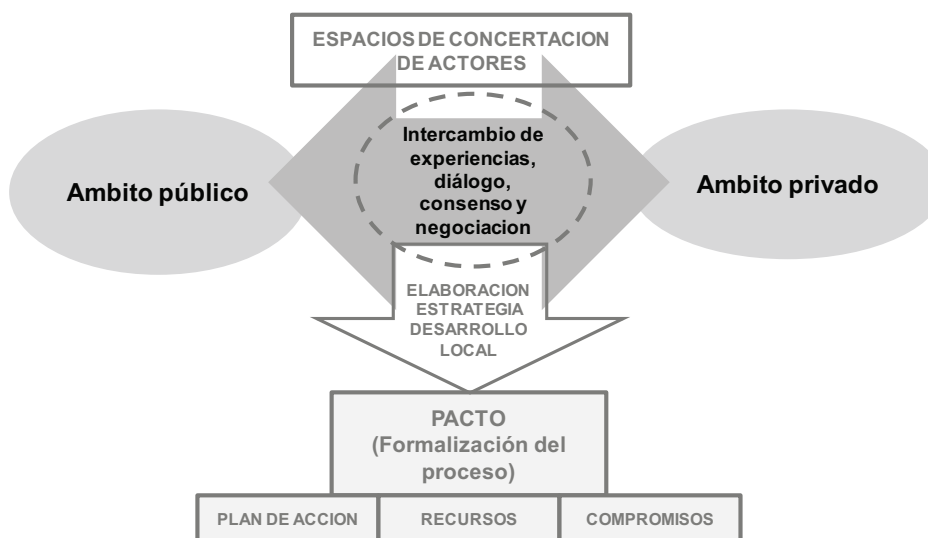 ESPACIOS DE CONCERTACION
DE ACTORES
Ambito público
Intercambio de
experiencias,
diálogo,
consenso y
negociacion
Ambito privado
ELABORACION
ESTRATEGIA
DESARROLLO
LOCAL
PACTO
(Formalización del
proceso)
PLAN DE ACCION
RECURSOS
COMPROMISOS